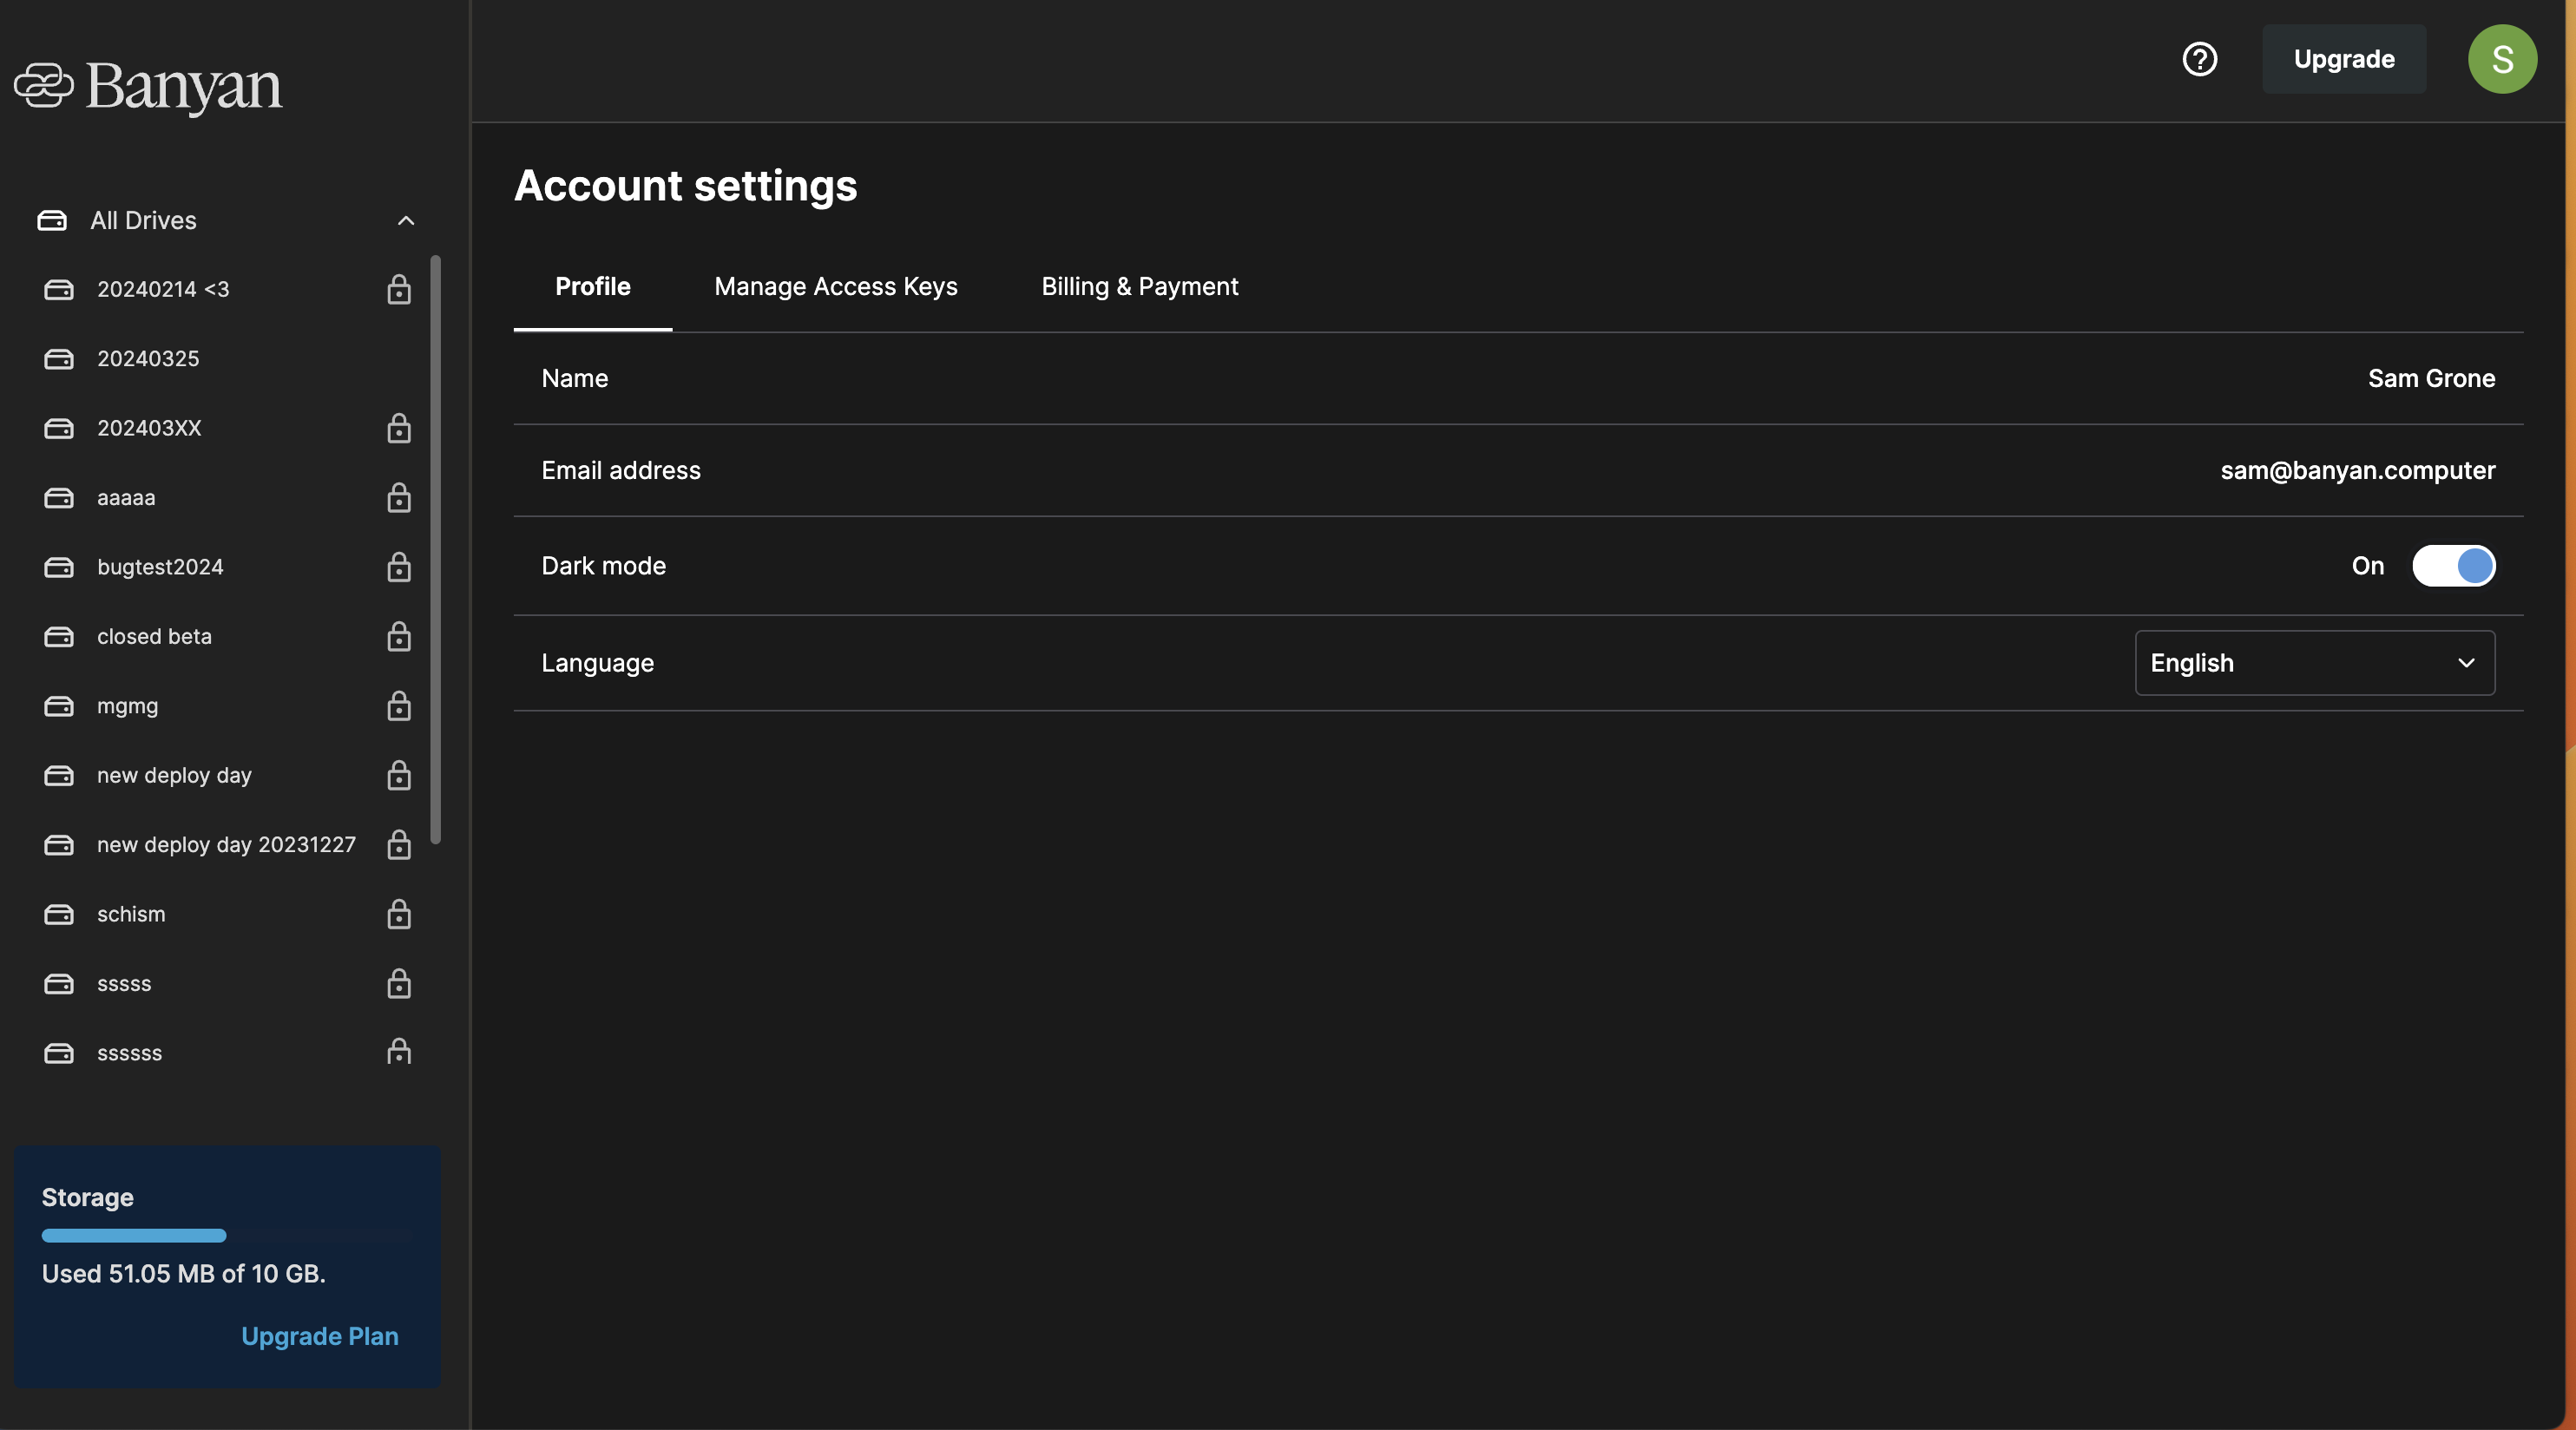 Banyan
All Drives
20240214 <3
20240325
202403XX
aaaaa
bugtest2024
closed beta
mgmg
new deploy day
new deploy day 20231227
schism
sssss
ssssss
Storage
Used 51.05 MB of 10 GB.
Upgrade Plan
Upgrade
S
Account settings
Profile Manage Access Keys Billing & Payment
Name Sam Grone
Email address sam@banyan.computer
Dark mode On
Language English